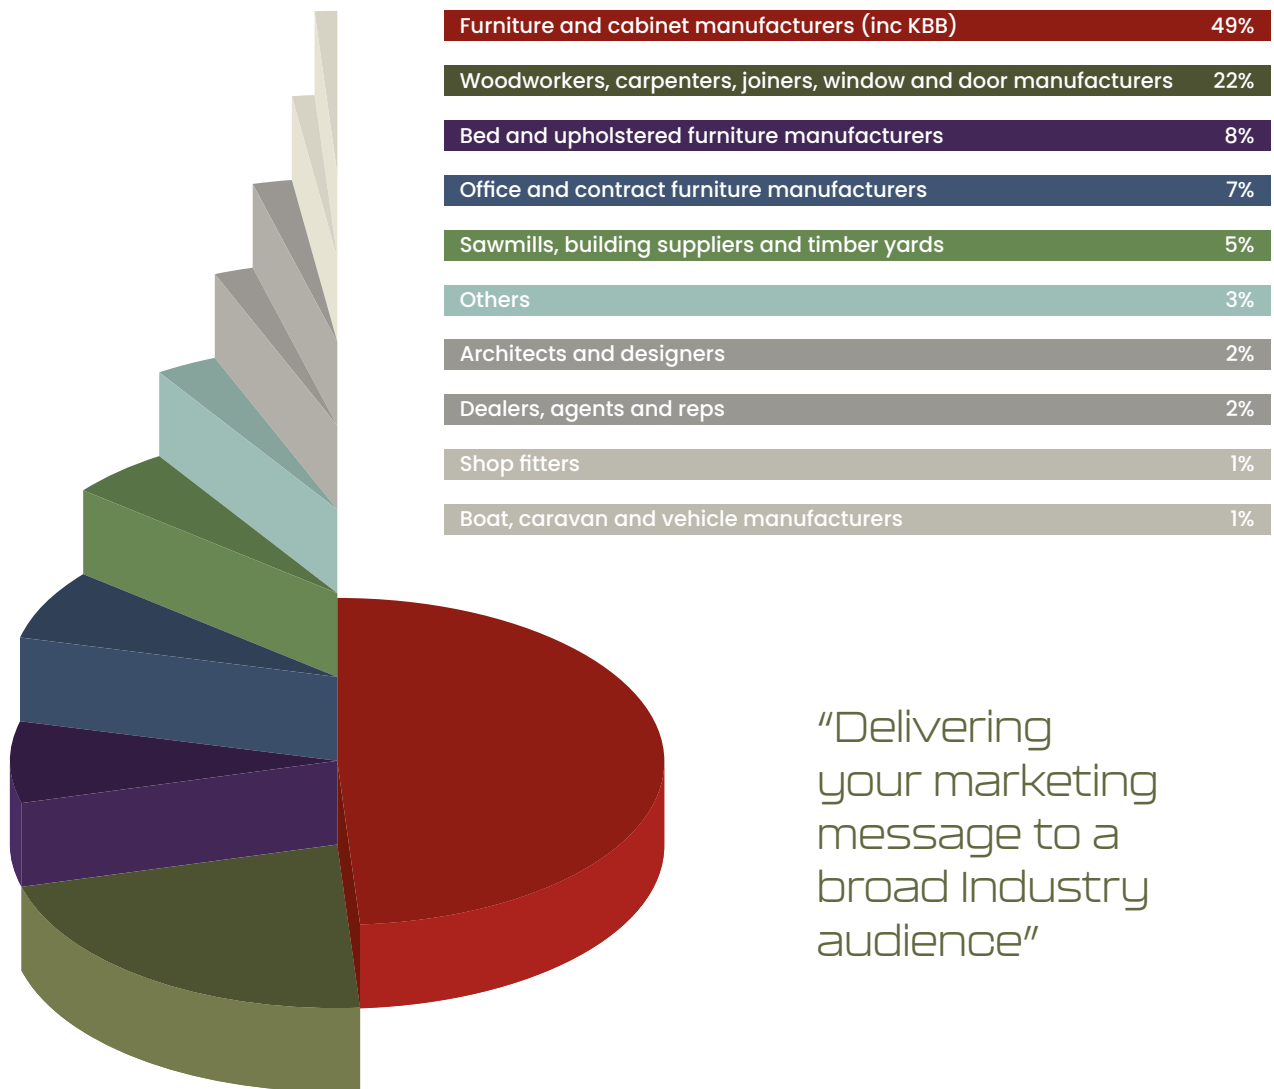 Furniture and cabinet manufacturers (inc KBB) 49%
Woodworkers, carpenters, joiners, window and door manufacturers 22%
Bed and upholstered furniture manufacturers 8%
Office and contract furniture manufacturers 7%
Sawmills, building suppliers and timber yards 5%
Others 3%
Architects and designers 2%
Dealers, agents and reps 2%
Shop fitters 1%
Boat, caravan and vehicle manufacturers 1%
“Delivering
your marketing
message to a
broad Industry
audience”